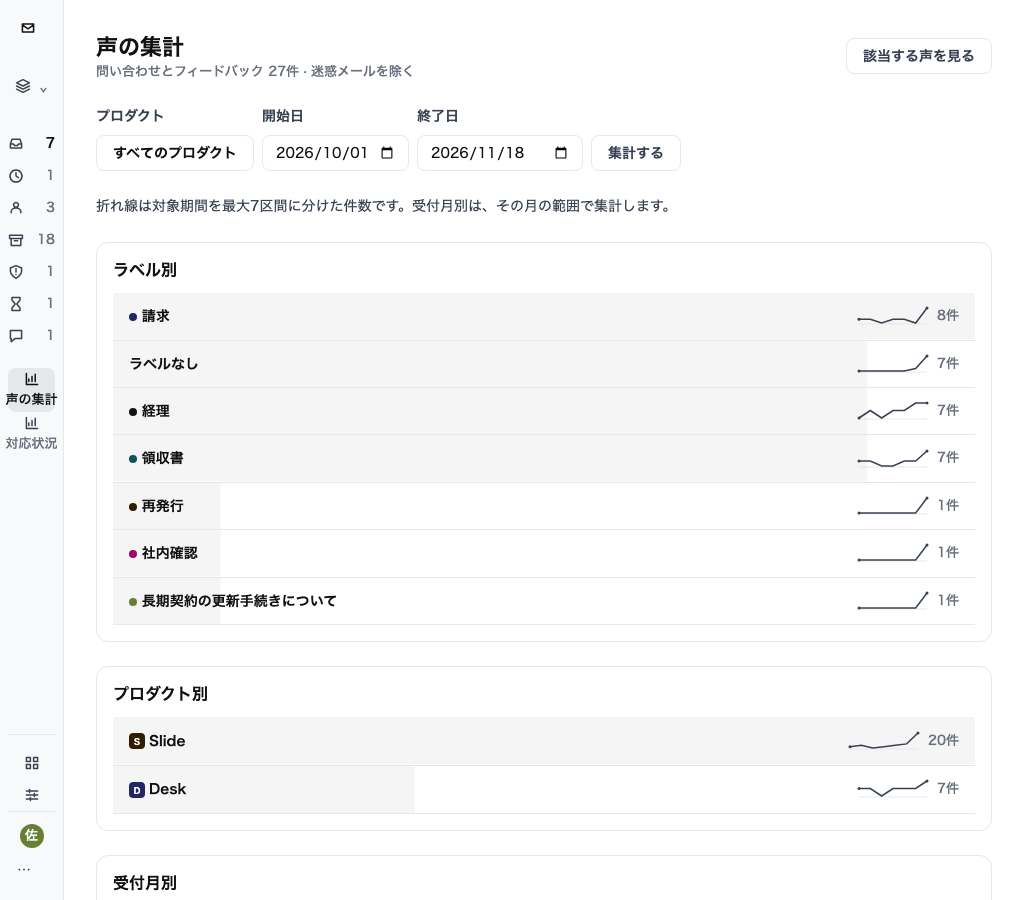 声の集計
問い合わせとフィードバック 27件 · 迷惑メールを除く
該当する声を見る
プロダクト
開始日
終了日
すべてのプロダクト
2026/10/01
2026/11/18
集計する
折れ線は対象期間を最大7区間に分けた件数です。受付月別は、その月の範囲で集計します。
7
1
3
18
1
1
1
声の集計
対応状況
佐
…
ラベル別
請求 8件
ラベルなし 7件
経理 7件
領収書 7件
再発行 1件
社内確認 1件
長期契約の更新手続きについて 1件
プロダクト別
S Slide 20件
D Desk 7件
受付月別